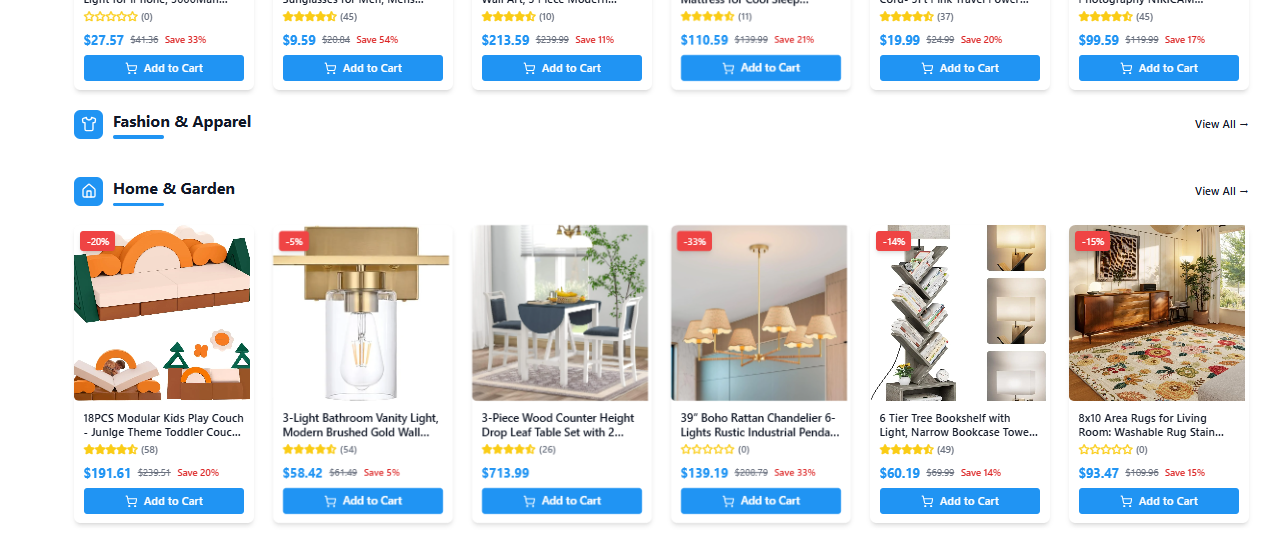 Light for iPhone, 3000Mah...
Sunglasses for Men, Mens...
Wall Art, 3 Piece Modern...
Mattress for Cool Sleep...
Cord- 5Ft Pink Travel Power...
Photography NIKICAM...
(0)
(45)
(10)
(11)
(37)
(45)
$27.57 $41.36 Save 33%
$9.59 $20.84 Save 54%
$213.59 $239.99 Save 11%
$110.59 $139.99 Save 21%
$19.99 $24.99 Save 20%
$99.59 $119.99 Save 17%
Add to Cart
Add to Cart
Add to Cart
Add to Cart
Add to Cart
Add to Cart
Fashion & Apparel
View All →
Home & Garden
View All →
-20%
-5%
-33%
-14%
-15%
18PCS Modular Kids Play Couch
- Junlge Theme Toddler Couc...
3-Light Bathroom Vanity Light,
Modern Brushed Gold Wall...
3-Piece Wood Counter Height
Drop Leaf Table Set with 2...
39" Boho Rattan Chandelier 6-
Lights Rustic Industrial Penda...
6 Tier Tree Bookshelf with
Light, Narrow Bookcase Towe...
8x10 Area Rugs for Living
Room: Washable Rug Stain...
(58)
(54)
(26)
(0)
(49)
(0)
$191.61 $239.51 Save 20%
$58.42 $61.49 Save 5%
$713.99
$139.19 $208.79 Save 33%
$60.19 $69.99 Save 14%
$93.47 $109.96 Save 15%
Add to Cart
Add to Cart
Add to Cart
Add to Cart
Add to Cart
Add to Cart